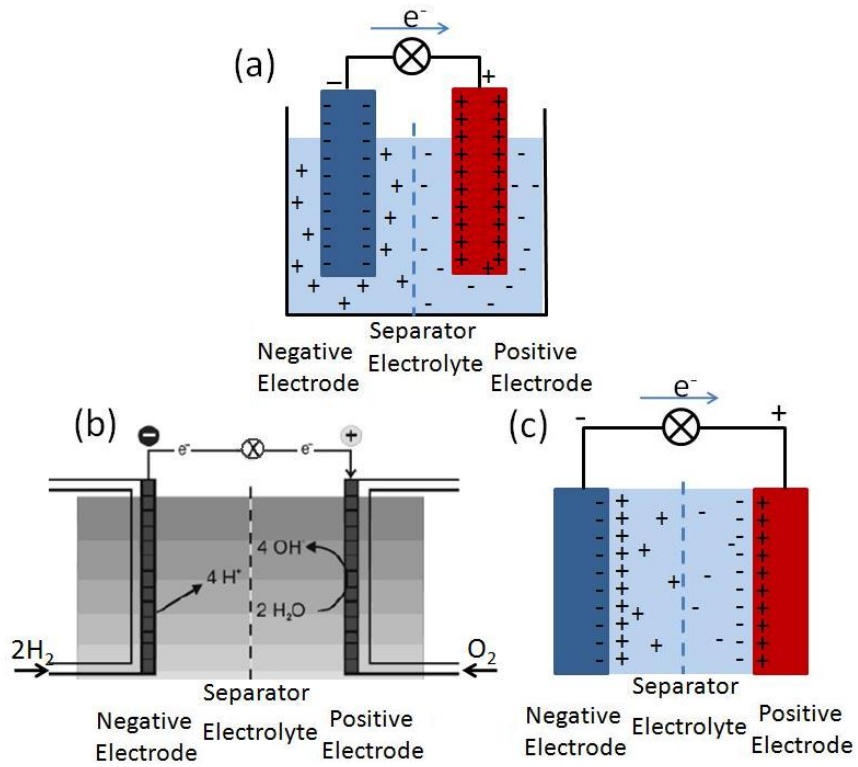 (a)
e⁻
− +
Separator
Negative Electrolyte Positive
Electrode Electrode
(b)
− e⁻ e⁻ +
4 OH⁻
4 H⁺
2 H₂O
2H₂ O₂
Separator
Negative Electrolyte Positive
Electrode Electrode
(c)
e⁻
- +
Separator
Negative Electrolyte Positive
Electrode Electrode